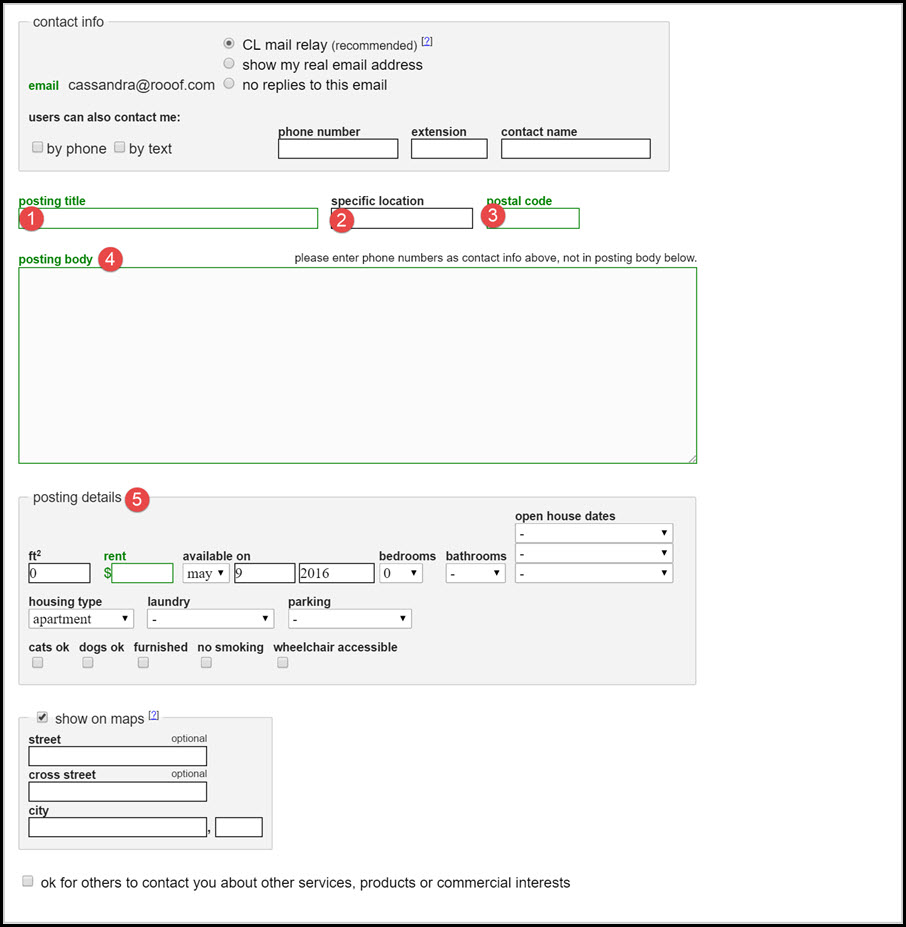 contact info
CL mail relay (recommended) [?]
show my real email address
email cassandra@rooof.com no replies to this email
users can also contact me:
phone number extension contact name
by phone by text
posting title specific location postal code
1 2 3
posting body 4 please enter phone numbers as contact info above, not in posting body below.
posting details 5
open house dates
-
ft² rent available on bedrooms bathrooms -
0 $ may 9 2016 0 - -
housing type laundry parking
apartment - -
cats ok dogs ok furnished no smoking wheelchair accessible
show on maps [?]
street optional
cross street optional
city
,
ok for others to contact you about other services, products or commercial interests